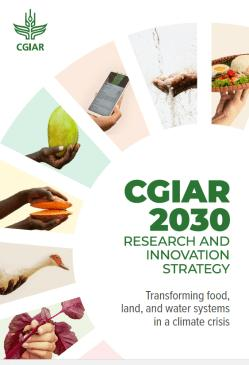 CGIAR
CGIAR
2030
RESEARCH AND
INNOVATION
STRATEGY
Transforming food,
land, and water systems
in a climate crisis